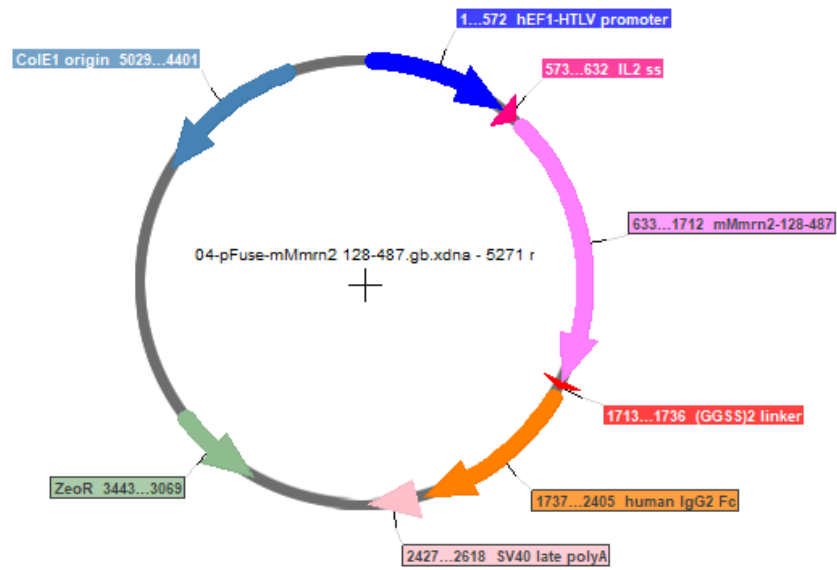 1...572 hEF1-HTLV promoter
ColE1 origin 5029...4401
573...632 IL2 ss
633...1712 mMmrn2-128-487
04-pFuse-mMmrn2 128-487.gb.xdna - 5271 r
1713...1736 (GGSS)2 linker
ZeoR 3443...3069
1737...2405 human IgG2 Fc
2427...2618 SV40 late polyA